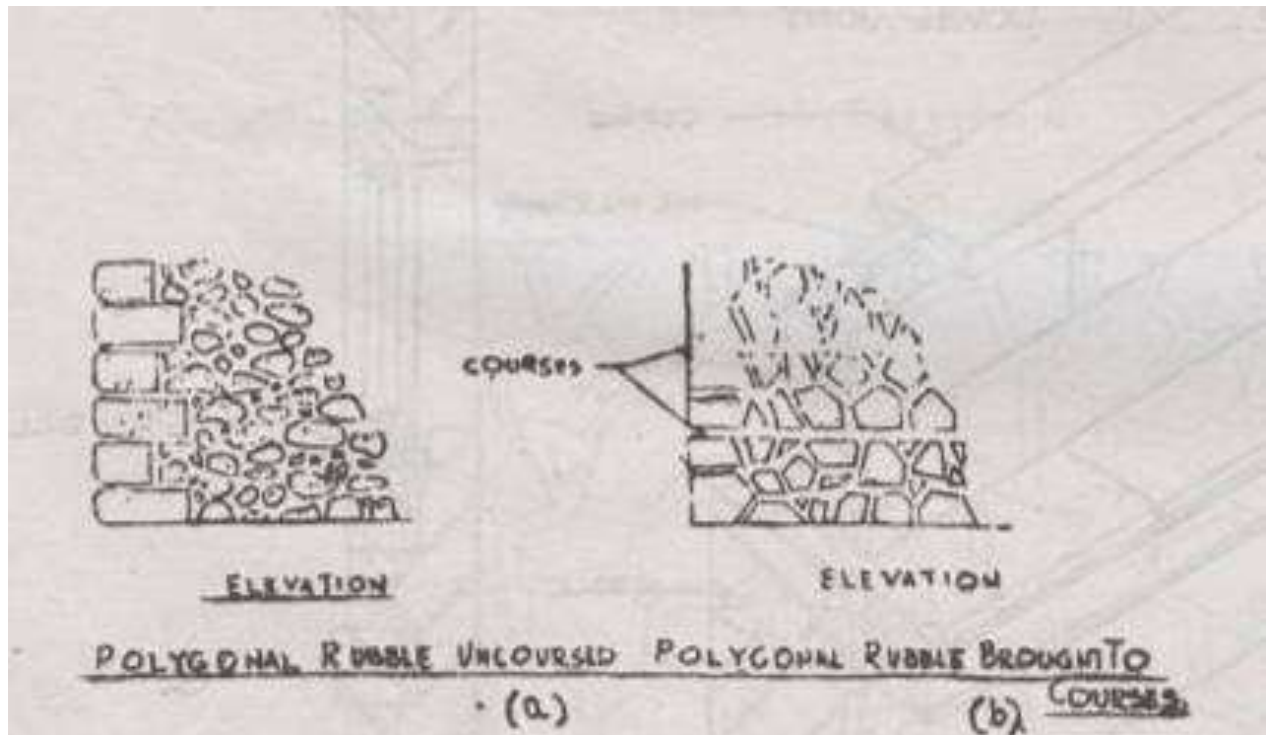 COURSES
ELEVATION
ELEVATION
POLYGONAL RUBBLE UNCOURSED
(a)
POLYGONAL RUBBLE BROUGHT TO
COURSES.
(b)